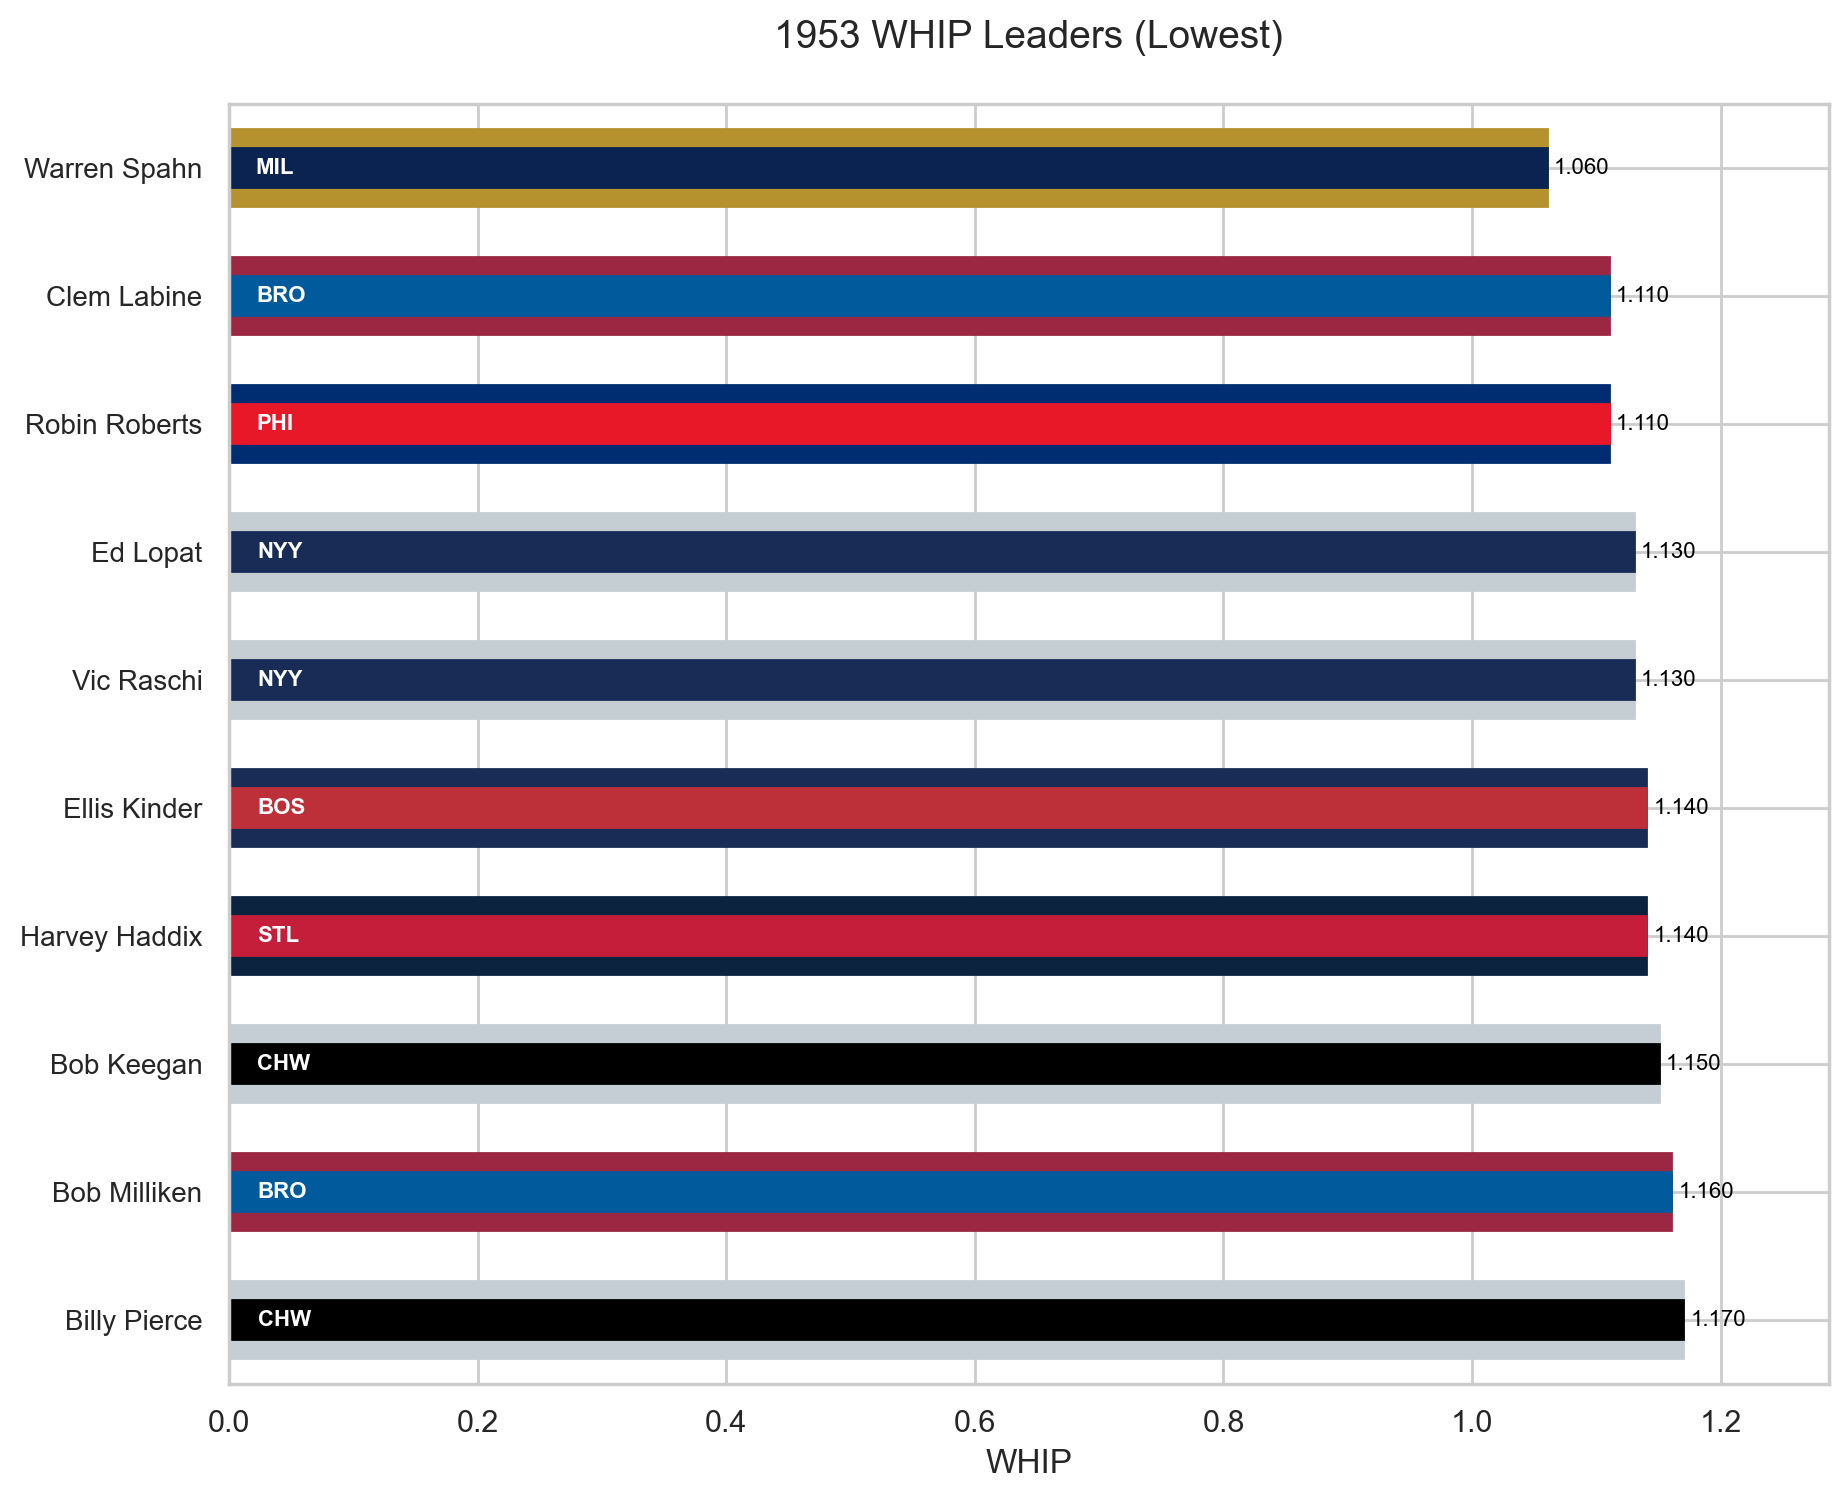 1953 WHIP Leaders (Lowest)
Warren Spahn MIL 1.060
Clem Labine BRO 1.110
Robin Roberts PHI 1.110
Ed Lopat NYY 1.130
Vic Raschi NYY 1.130
Ellis Kinder BOS 1.140
Harvey Haddix STL 1.140
Bob Keegan CHW 1.150
Bob Milliken BRO 1.160
Billy Pierce CHW 1.170
0.0 0.2 0.4 0.6 0.8 1.0 1.2
WHIP